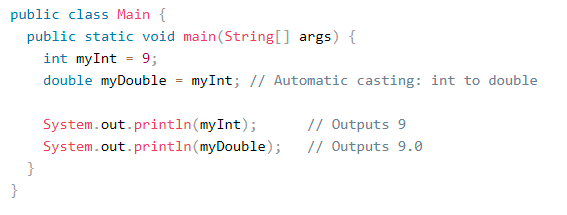 public class Main {
  public static void main(String[] args) {
    int myInt = 9;
    double myDouble = myInt; // Automatic casting: int to double

    System.out.println(myInt);      // Outputs 9
    System.out.println(myDouble);   // Outputs 9.0
  }
}